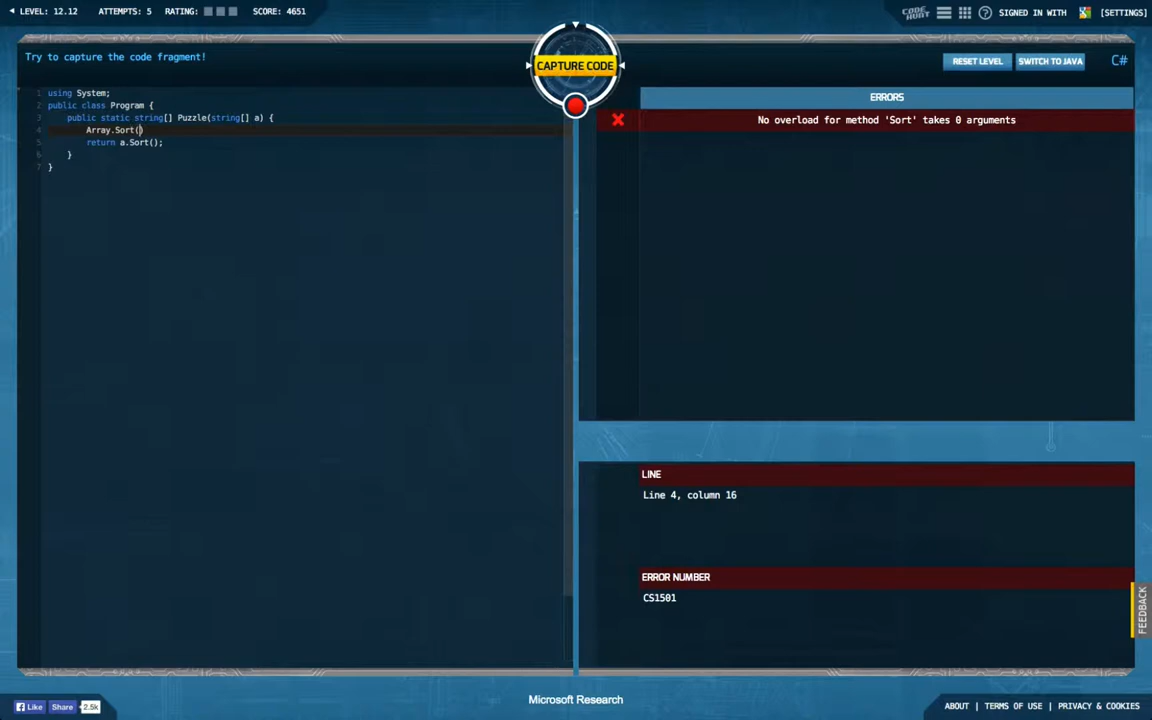 LEVEL: 12.12 ATTEMPTS: 5 RATING: SCORE: 4651
CODE HUNT SIGNED IN WITH [SETTINGS]
Try to capture the code fragment!
CAPTURE CODE
RESET LEVEL SWITCH TO JAVA C#
1 using System;
2 public class Program {
3 public static string[] Puzzle(string[] a) {
4 Array.Sort()
5 return a.Sort();
6 }
7 }
ERRORS
No overload for method 'Sort' takes 0 arguments
LINE
Line 4, column 16
ERROR NUMBER
CS1501
FEEDBACK
Like Share 2.5k
Microsoft Research
ABOUT | TERMS OF USE | PRIVACY & COOKIES